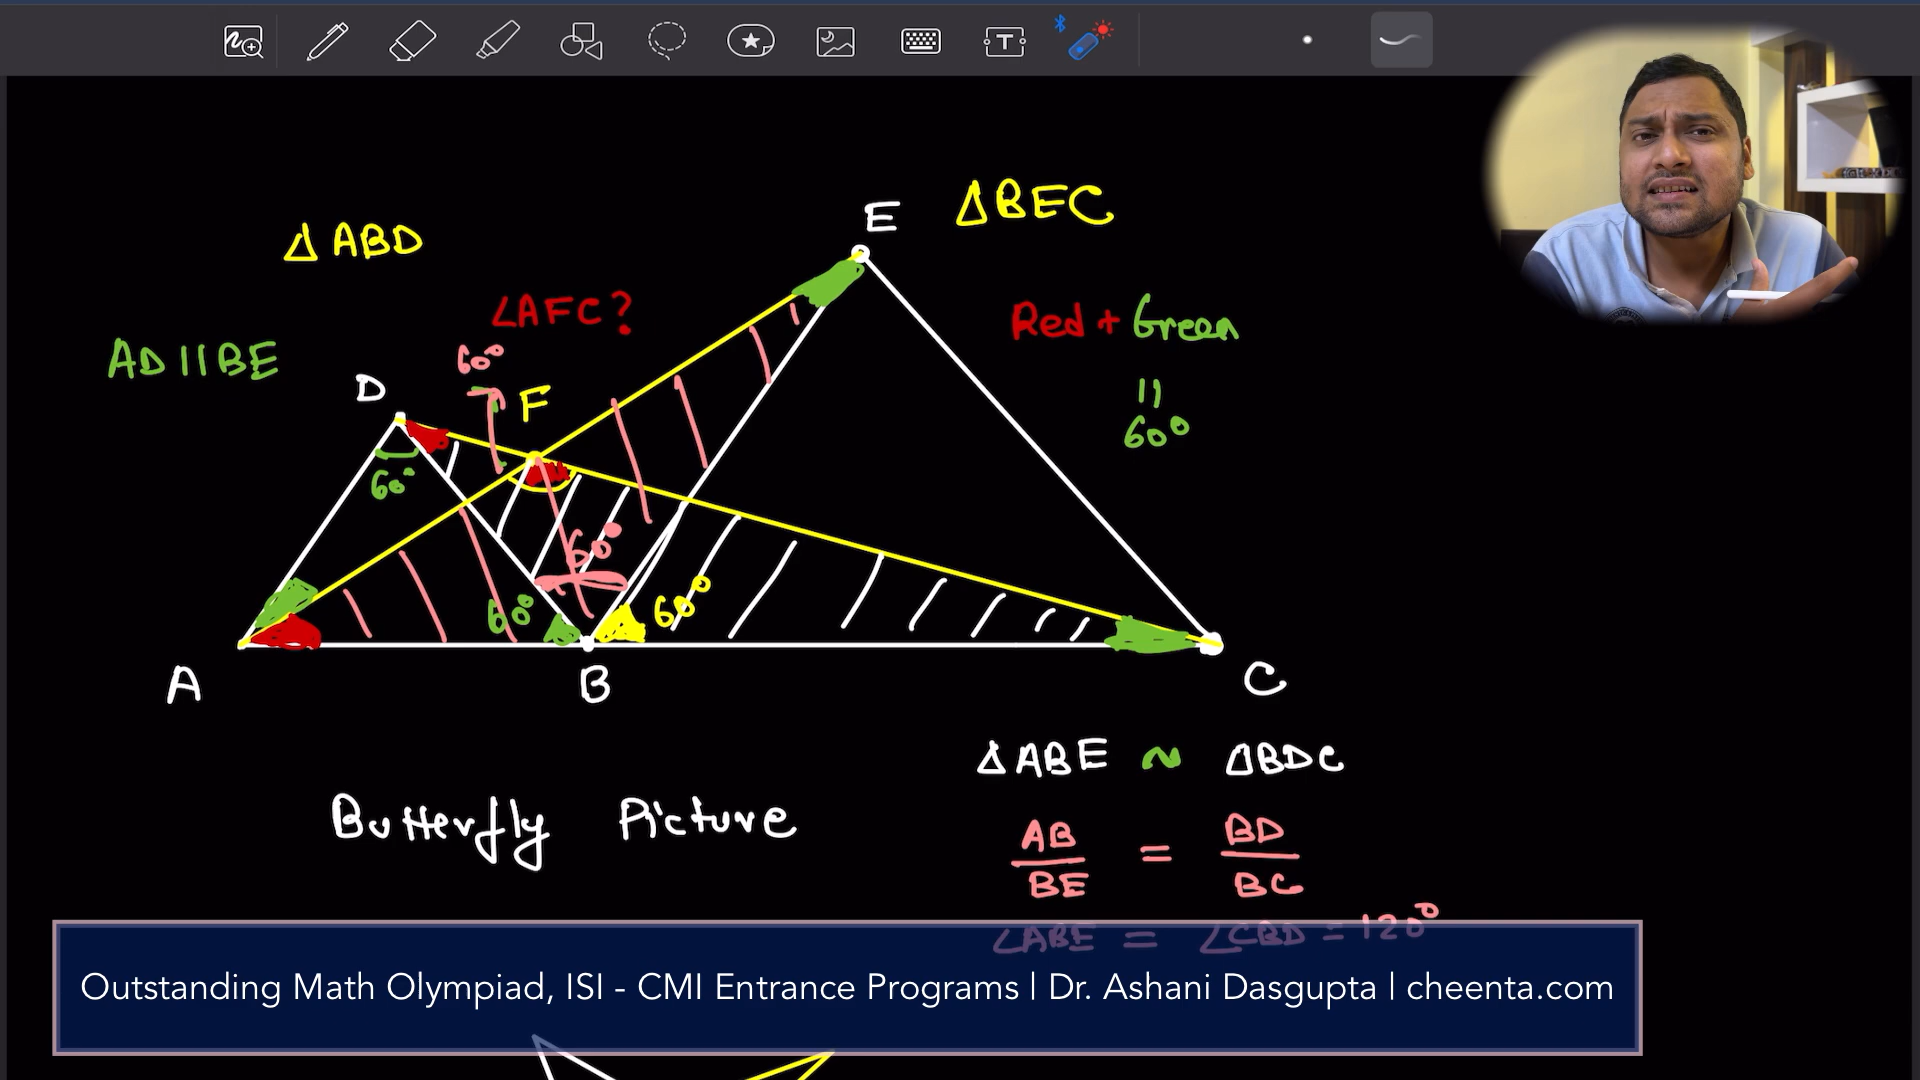 E
ΔBEC
ΔABD
∠AFC?
Red + Green
=
60°
AD||BE
60°
D
F
60°
60°
60°
60°
A
B
C
ΔABE ~ ΔBDC
Butterfly Picture
AB/BE = BD/BC
∠ABE = ∠CBD = 120°
Outstanding Math Olympiad, ISI - CMI Entrance Programs | Dr. Ashani Dasgupta | cheenta.com